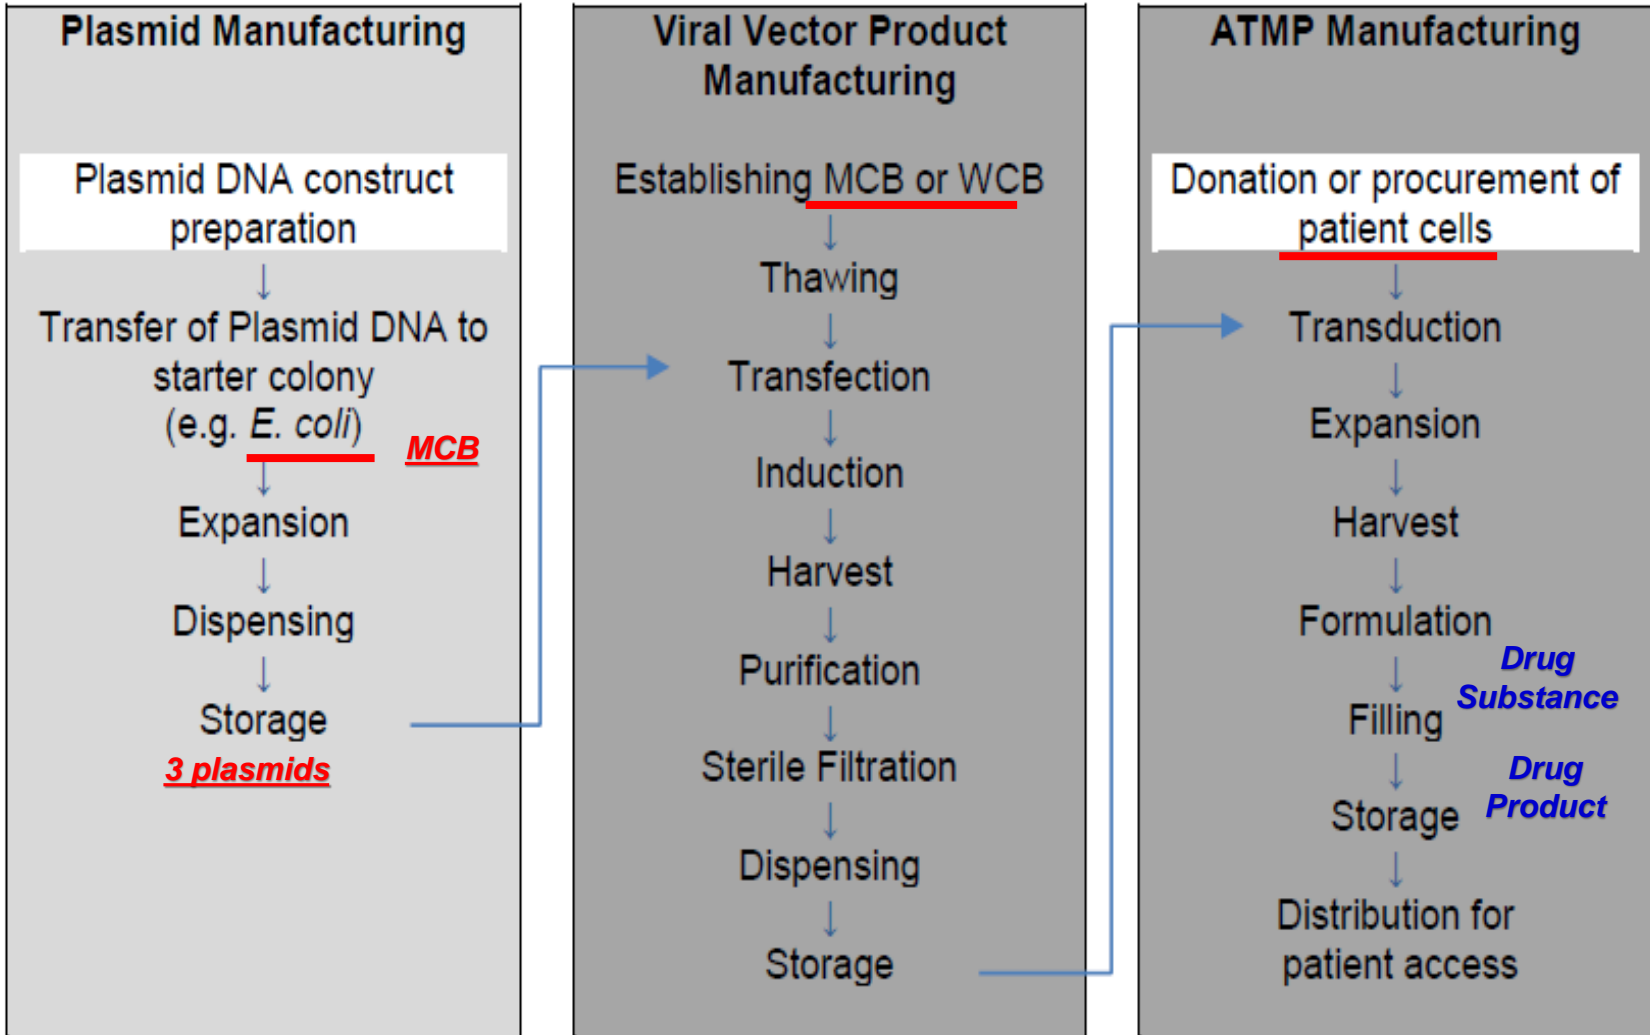 Plasmid Manufacturing
Plasmid DNA construct
preparation
↓
Transfer of Plasmid DNA to
starter colony
(e.g. E. coli)
MCB
↓
Expansion
↓
Dispensing
↓
Storage
3 plasmids
Viral Vector Product
Manufacturing
Establishing MCB or WCB
↓
Thawing
↓
Transfection
↓
Induction
↓
Harvest
↓
Purification
↓
Sterile Filtration
↓
Dispensing
↓
Storage
ATMP Manufacturing
Donation or procurement of
patient cells
↓
Transduction
↓
Expansion
↓
Harvest
↓
Formulation
↓
Drug
Substance
Filling
↓
Drug
Product
Storage
↓
Distribution for
patient access